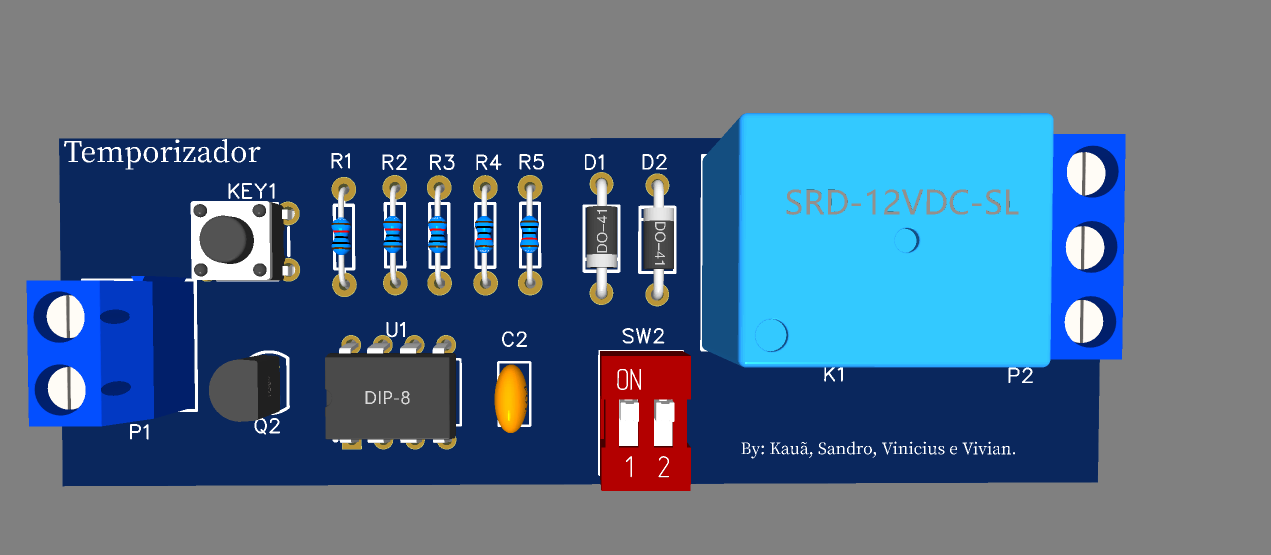 Temporizador
KEY1
R1
R2
R3
R4
R5
D1
D2
DO-41
DO-41
SRD-12VDC-SL
U1
C2
SW2
K1
P2
ON
DIP-8
1 2
P1
Q2
By: Kauã, Sandro, Vinicius e Vivian.